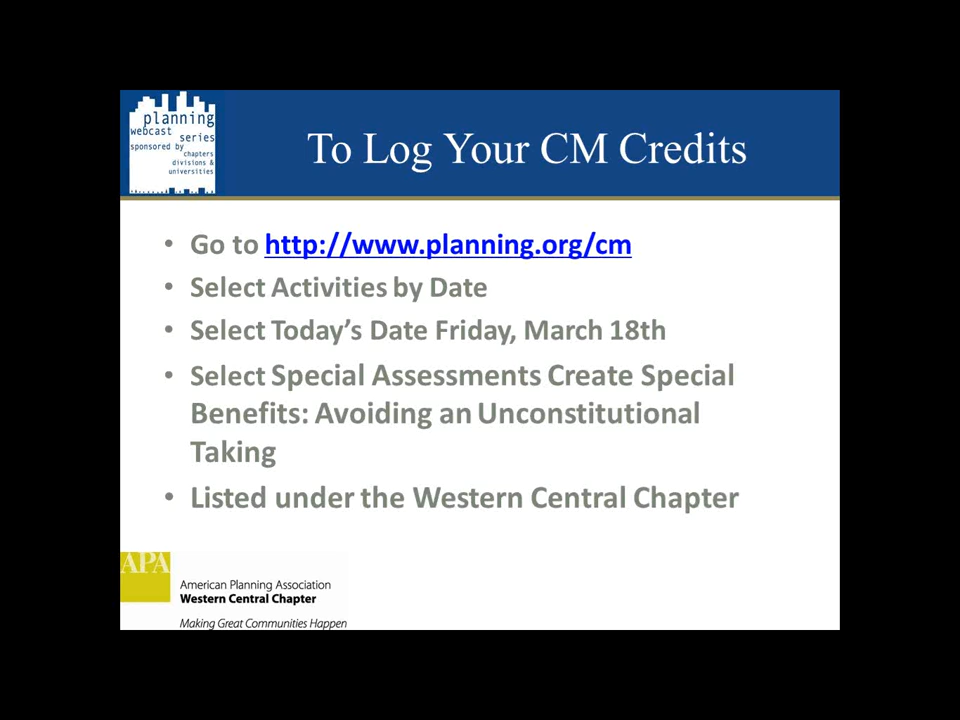 planning
webcast series
sponsored by
chapters
divisions &
universities
To Log Your CM Credits
• Go to http://www.planning.org/cm
• Select Activities by Date
• Select Today’s Date Friday, March 18th
• Select Special Assessments Create Special
Benefits: Avoiding an Unconstitutional
Taking
• Listed under the Western Central Chapter
APA
American Planning Association
Western Central Chapter
Making Great Communities Happen